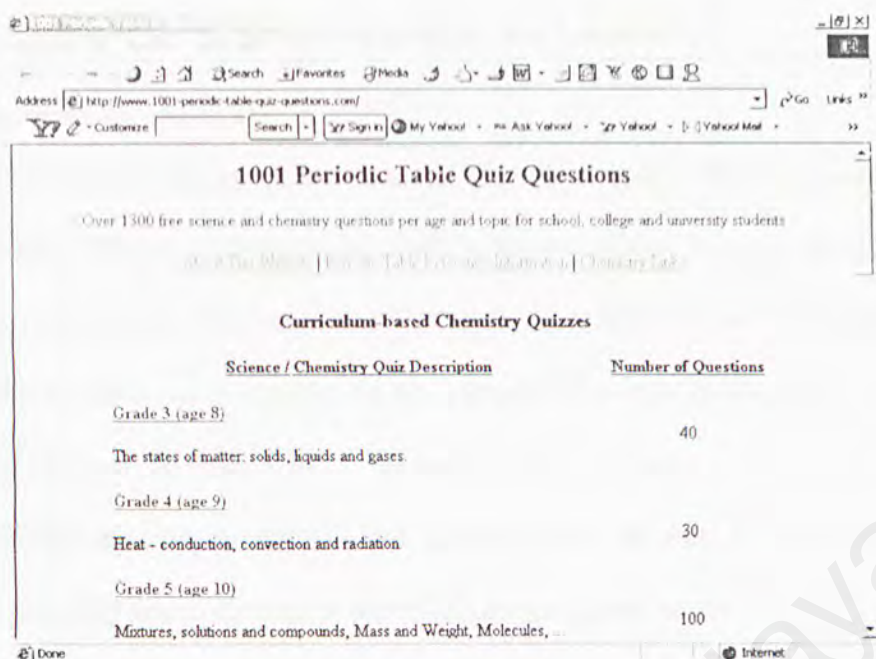 Search Favorites Media
Address http://www.1001-periodic-table-quiz-questions.com/ Go Links »
Customize Search Sign in My Yahoo! Ask Yahoo! Yahoo! Yahoo! Mail »
1001 Periodic Table Quiz Questions
Over 1300 free science and chemistry questions per age and topic for school, college and university students
| Periodic Table | Chemistry Links
Curriculum-based Chemistry Quizzes
Science / Chemistry Quiz Description Number of Questions
Grade 3 (age 8)
40
The states of matter: solids, liquids and gases.
Grade 4 (age 9)
30
Heat - conduction, convection and radiation
Grade 5 (age 10)
100
Mixtures, solutions and compounds, Mass and Weight, Molecules, ...
Done Internet